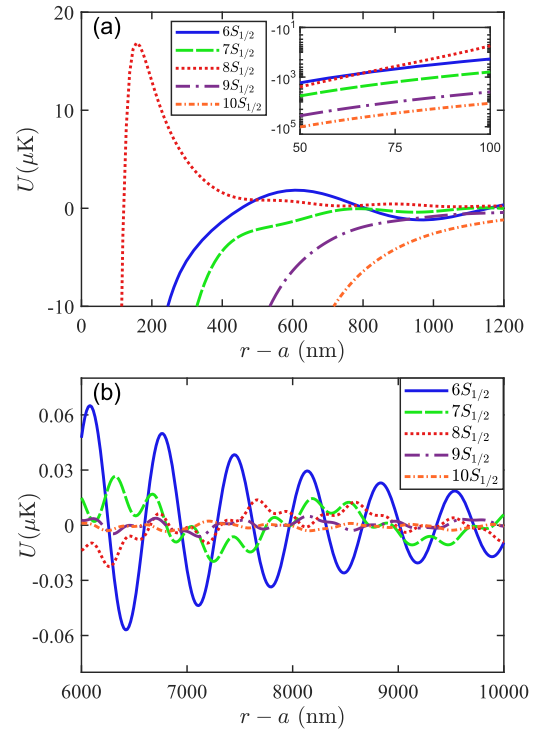 (a)
6S1/2
7S1/2
8S1/2
9S1/2
10S1/2
-10^1
-10^3
-10^5
50 75 100
20
15
10
5
0
-5
-10
U(μK)
0 200 400 600 800 1000 1200
r − a (nm)
(b)
6S1/2
7S1/2
8S1/2
9S1/2
10S1/2
0.06
0.03
0
-0.03
-0.06
U(μK)
6000 7000 8000 9000 10000
r − a (nm)